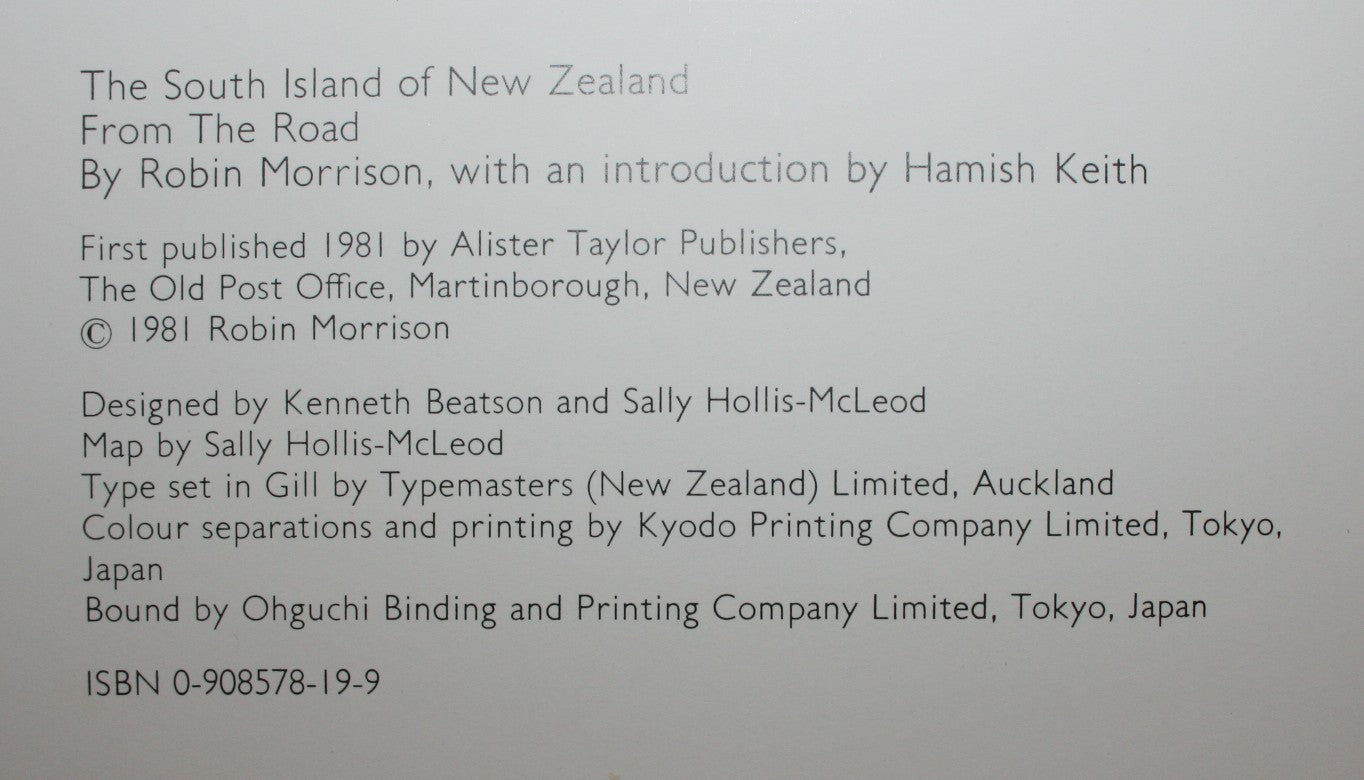 The South Island of New Zealand
From The Road
By Robin Morrison, with an introduction by Hamish Keith
First published 1981 by Alister Taylor Publishers,
The Old Post Office, Martinborough, New Zealand
© 1981 Robin Morrison
Designed by Kenneth Beatson and Sally Hollis-McLeod
Map by Sally Hollis-McLeod
Type set in Gill by Typemasters (New Zealand) Limited, Auckland
Colour separations and printing by Kyodo Printing Company Limited, Tokyo,
Japan
Bound by Ohguchi Binding and Printing Company Limited, Tokyo, Japan
ISBN 0-908578-19-9